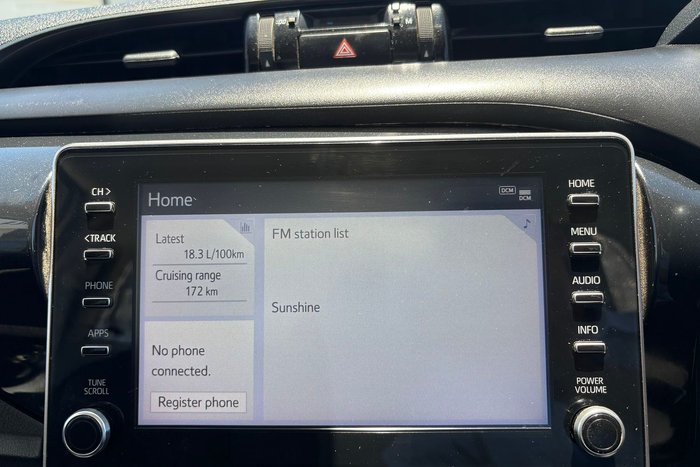 CH >
<TRACK
PHONE
APPS
TUNE
SCROLL
Home
DCM
DCM
Latest
18.3 L/100km
Cruising range
172 km
No phone
connected.
Register phone
FM station list
Sunshine
HOME
MENU
AUDIO
INFO
POWER
VOLUME